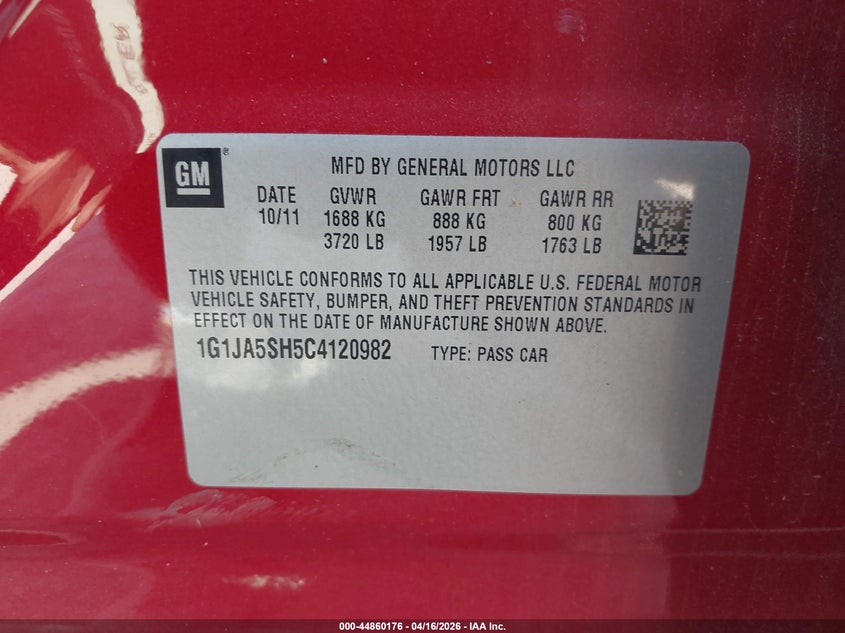 GM
MFD BY GENERAL MOTORS LLC
DATE GVWR GAWR FRT GAWR RR
10/11 1688 KG 888 KG 800 KG
3720 LB 1957 LB 1763 LB
THIS VEHICLE CONFORMS TO ALL APPLICABLE U.S. FEDERAL MOTOR
VEHICLE SAFETY, BUMPER, AND THEFT PREVENTION STANDARDS IN
EFFECT ON THE DATE OF MANUFACTURE SHOWN ABOVE.
1G1JA5SH5C4120982 TYPE: PASS CAR
000-44860176 - 04/16/2026 - IAA Inc.